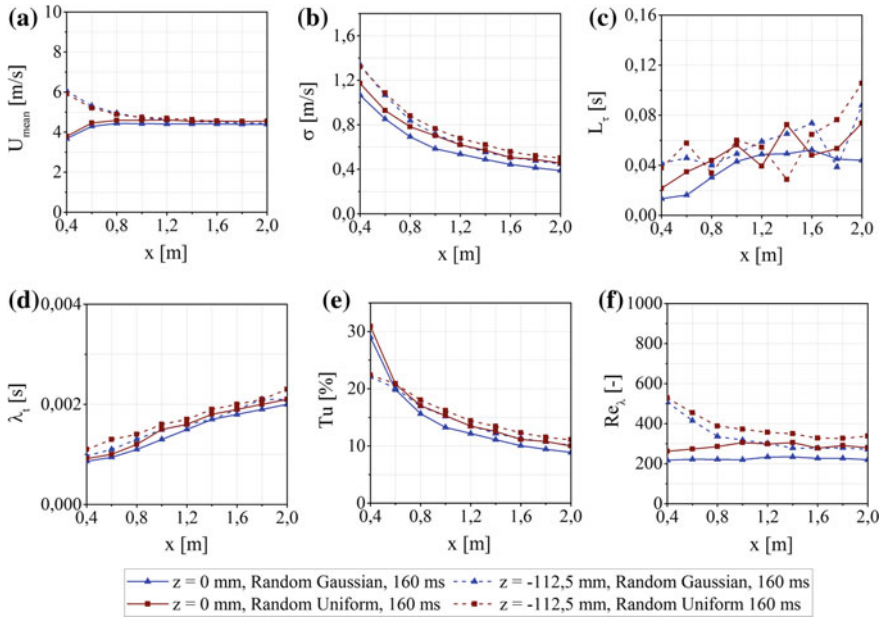 (a)
10
8
6
4
2
0
U_mean [m/s]
0,4 0,8 1,2 1,6 2,0
x [m]
(b)
1,6
1,2
0,8
0,4
0,0
σ [m/s]
0,4 0,8 1,2 1,6 2,0
x [m]
(c)
0,16
0,12
0,08
0,04
0,00
L_τ [s]
0,4 0,8 1,2 1,6 2,0
x [m]
(d)
0,004
0,002
0,000
λ_t [s]
0,4 0,8 1,2 1,6 2,0
x [m]
(e)
30
20
10
0
Tu [%]
0,4 0,8 1,2 1,6 2,0
x [m]
(f)
1000
800
600
400
200
0
Re_λ [-]
0,4 0,8 1,2 1,6 2,0
x [m]
z = 0 mm, Random Gaussian, 160 ms
z = -112,5 mm, Random Gaussian, 160 ms
z = 0 mm, Random Uniform, 160 ms
z = -112,5 mm, Random Uniform 160 ms